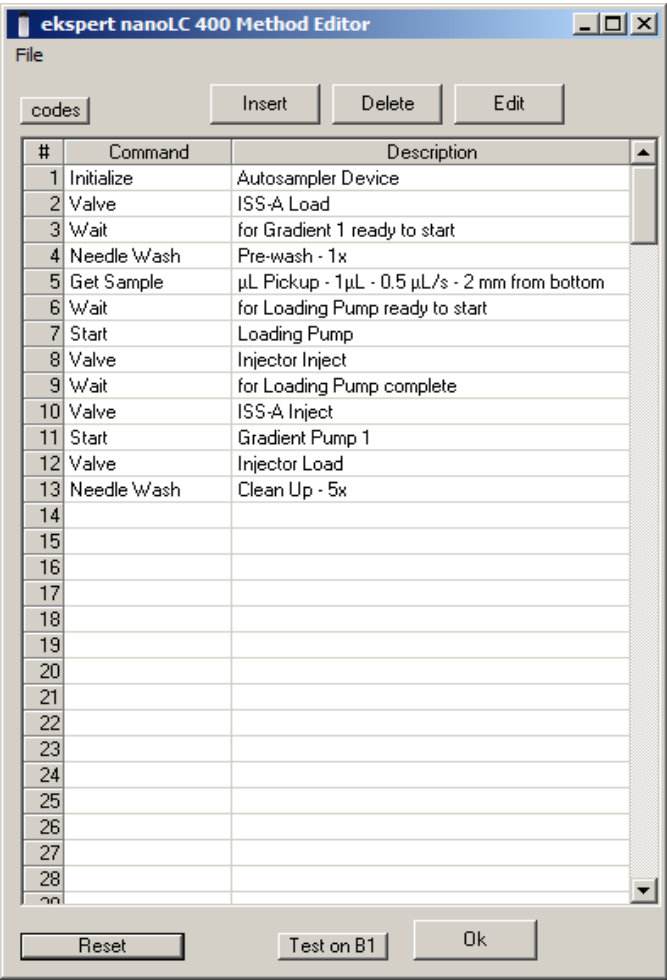 ekspert nanoLC 400 Method Editor
File
codes Insert Delete Edit
# Command Description
1 Initialize Autosampler Device
2 Valve ISS-A Load
3 Wait for Gradient 1 ready to start
4 Needle Wash Pre-wash - 1x
5 Get Sample µL Pickup - 1µL - 0.5 µL/s - 2 mm from bottom
6 Wait for Loading Pump ready to start
7 Start Loading Pump
8 Valve Injector Inject
9 Wait for Loading Pump complete
10 Valve ISS-A Inject
11 Start Gradient Pump 1
12 Valve Injector Load
13 Needle Wash Clean Up - 5x
14
15
16
17
18
19
20
21
22
23
24
25
26
27
28
Reset Test on B1 Ok